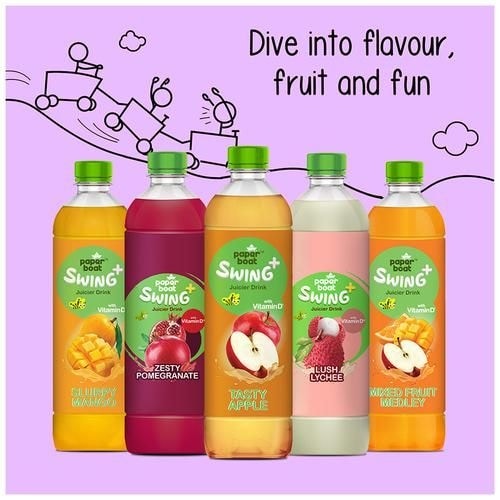 Dive into flavour,
fruit and fun
paper
boat
SWING+
Juicier Drink
with
Vitamin D
SLURPY
MANGO
paper
boat
SWING+
Juicier Drink
with
Vitamin D
ZESTY
POMEGRANATE
paper
boat
SWING+
Juicier Drink
with
Vitamin D
TASTY
APPLE
paper
boat
SWING+
Juicier Drink
with
Vitamin D
LUSH
LYCHEE
paper
boat
SWING+
Juicier Drink
with
Vitamin D
MIXED FRUIT
MEDLEY